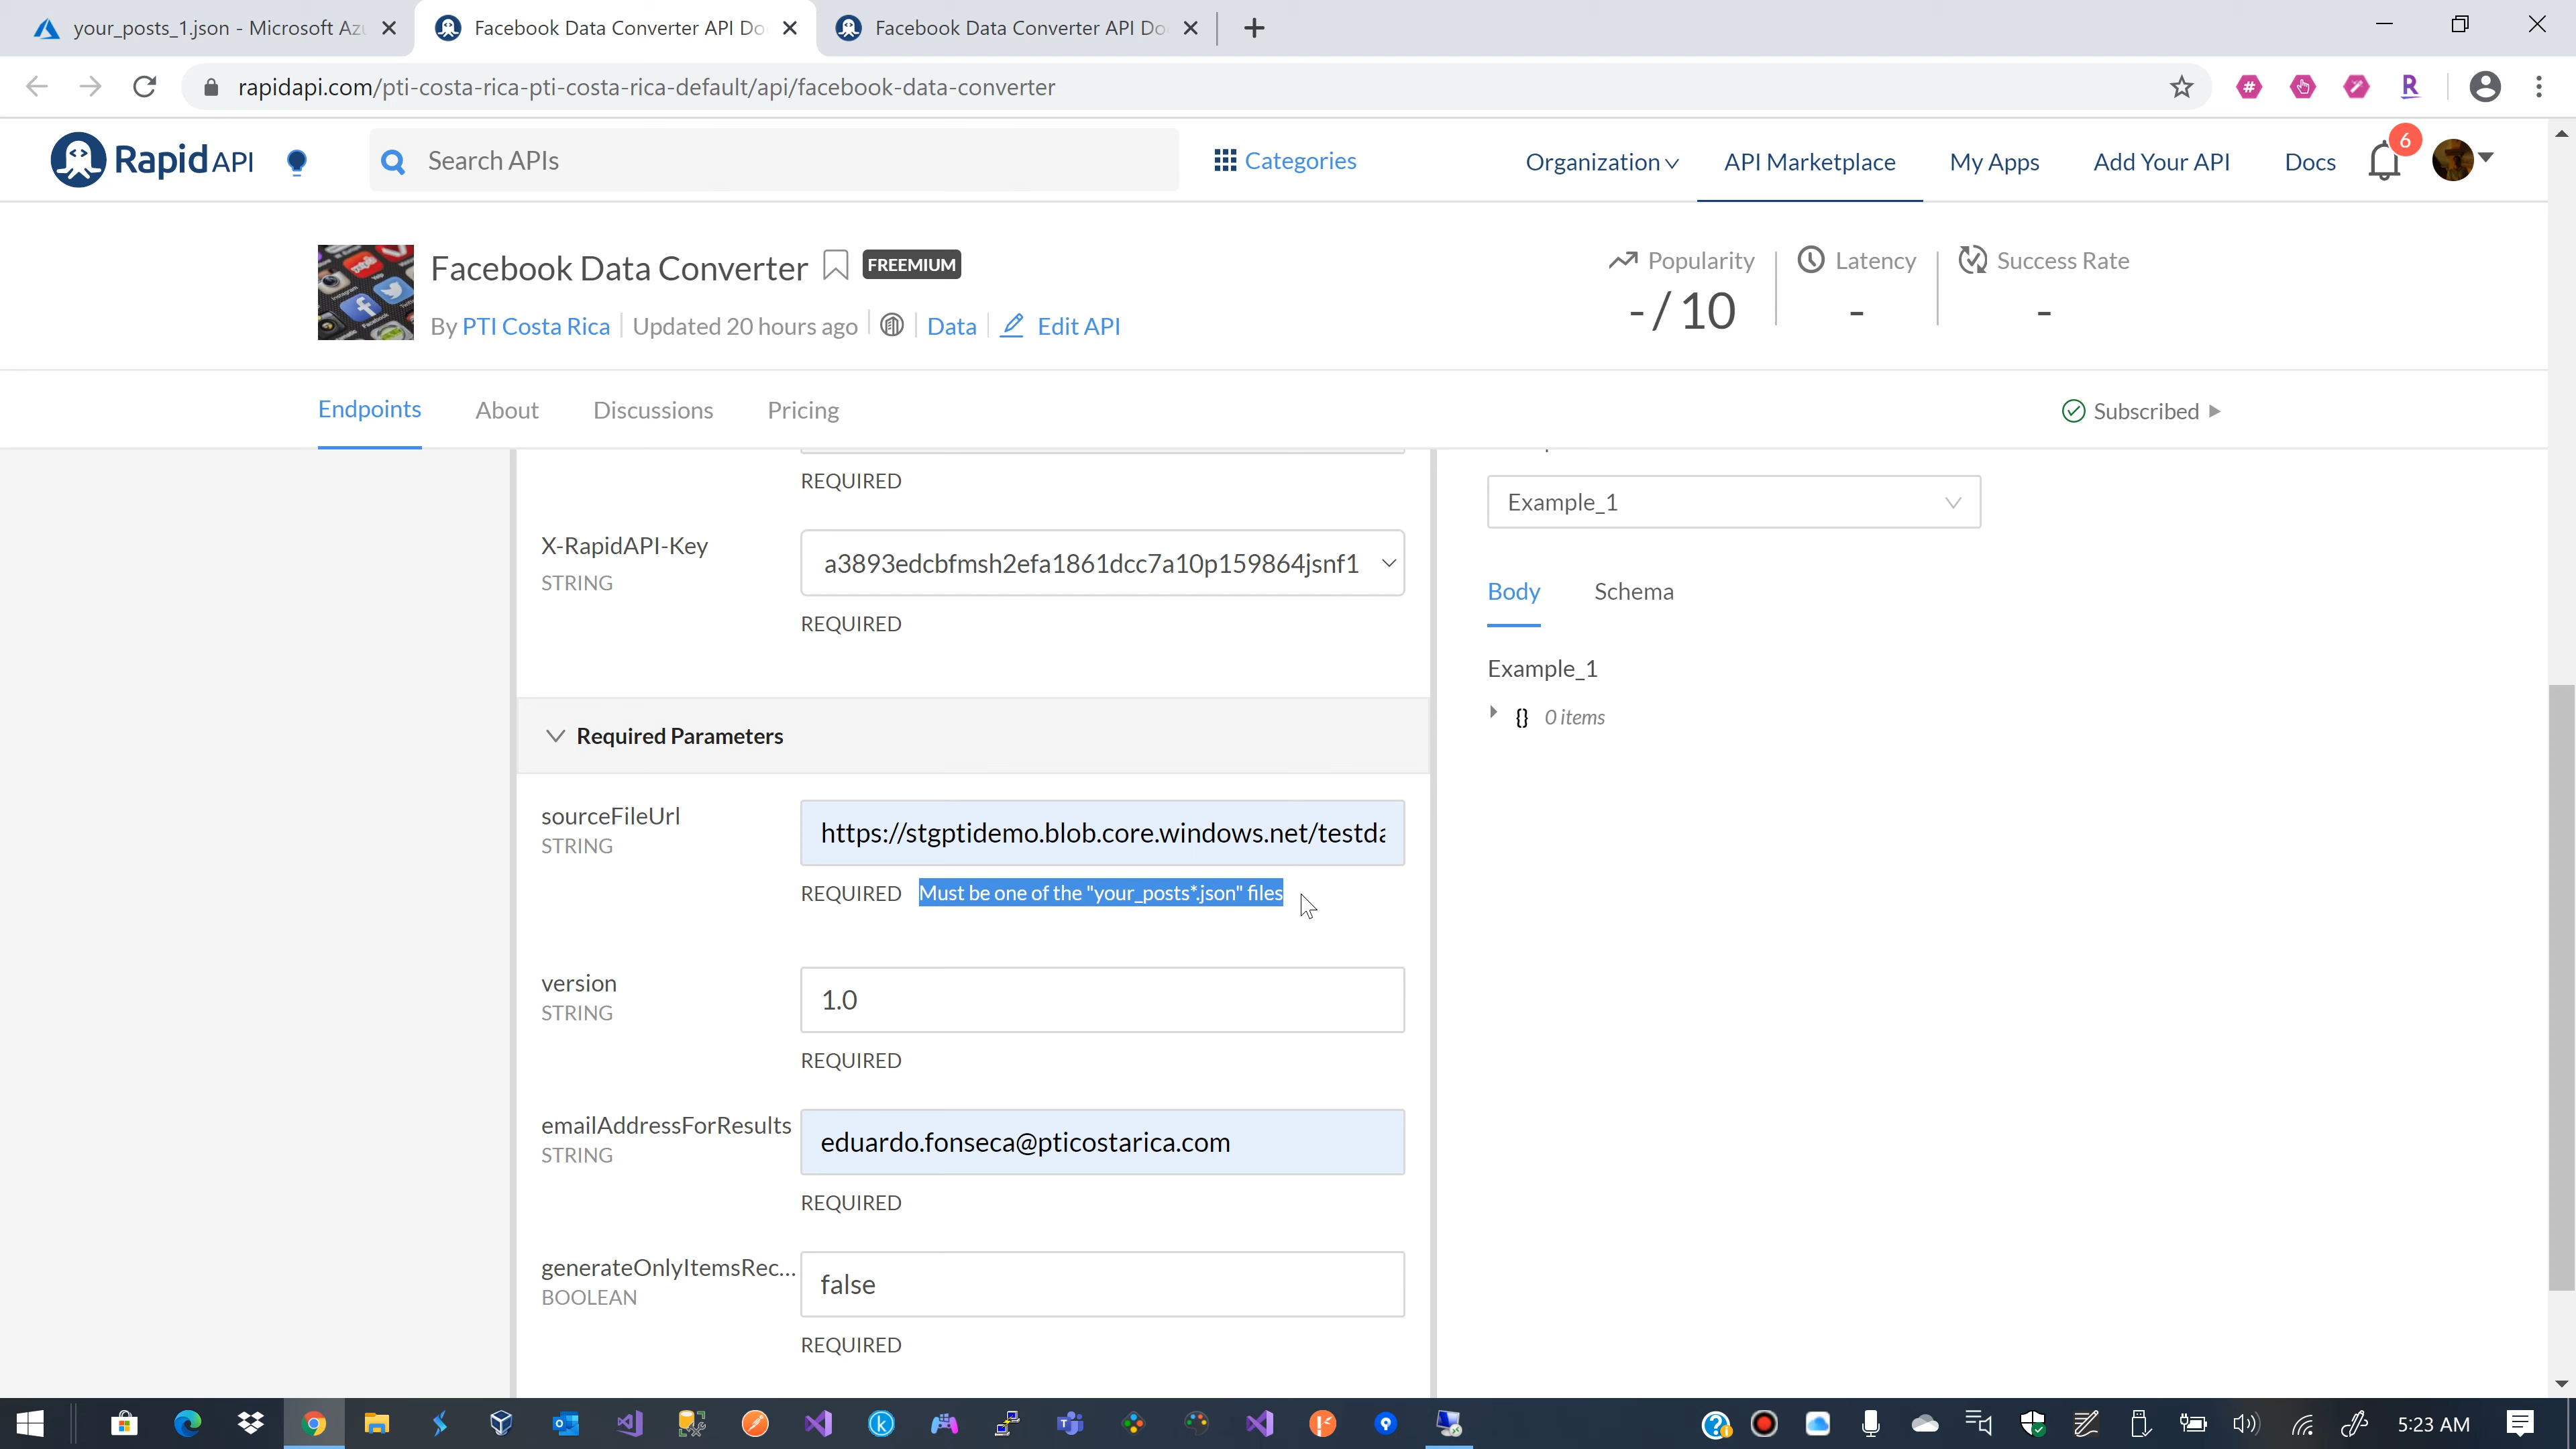 your_posts_1.json - Microsoft Az
Facebook Data Converter API Do
Facebook Data Converter API Do
rapidapi.com/pti-costa-rica-pti-costa-rica-default/api/facebook-data-converter
RapidAPI
Search APIs
Categories
Organization
API Marketplace
My Apps
Add Your API
Docs
6
Facebook Data Converter
FREEMIUM
By PTI Costa Rica
Updated 20 hours ago
Data
Edit API
Popularity
- / 10
Latency
-
Success Rate
-
Endpoints
About
Discussions
Pricing
Subscribed
REQUIRED
X-RapidAPI-Key
STRING
a3893edcbfmsh2efa1861dcc7a10p159864jsnf1
REQUIRED
Required Parameters
sourceFileUrl
STRING
https://stgptidemo.blob.core.windows.net/testda
REQUIRED Must be one of the "your_posts*.json" files
version
STRING
1.0
REQUIRED
emailAddressForResults
STRING
eduardo.fonseca@pticostarica.com
REQUIRED
generateOnlyItemsRec...
BOOLEAN
false
REQUIRED
Example_1
Body
Schema
Example_1
{} 0 items
5:23 AM